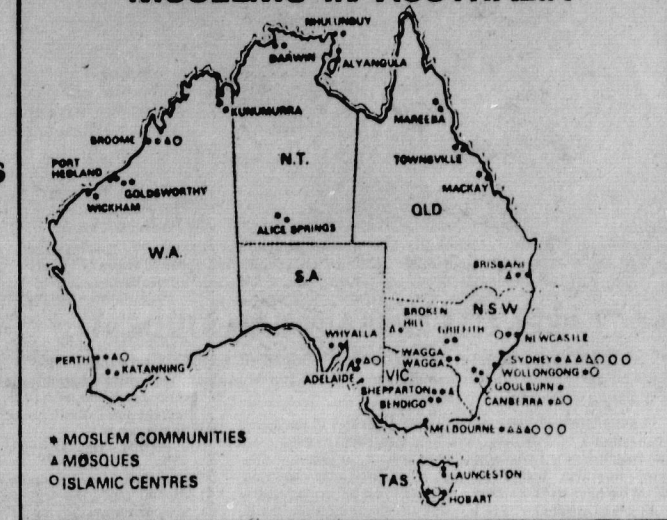 MOSLEMS IN AUSTRALIA
NHULUNBUY
DARWIN
ALYANGULA
KUNUMURRA
MAREEBA
BROOME
N.T.
TOWNSVILLE
PORT
HEDLAND
GOLDSWORTHY
MACKAY
WICKHAM
QLD
ALICE SPRINGS
W.A.
BRISBANE
S.A.
N.S.W
BROKEN
HILL
GRIFFITH
WHYALLA
NEWCASTLE
WAGGA
WAGGA
SYDNEY
PERTH
KATANNING
WOLLONGONG
ADELAIDE
VIC
GOULBURN
SHEPPARTON
BENDIGO
CANBERRA
MELBOURNE
MOSLEM COMMUNITIES
MOSQUES
ISLAMIC CENTRES
TAS
LAUNCESTON
HOBART